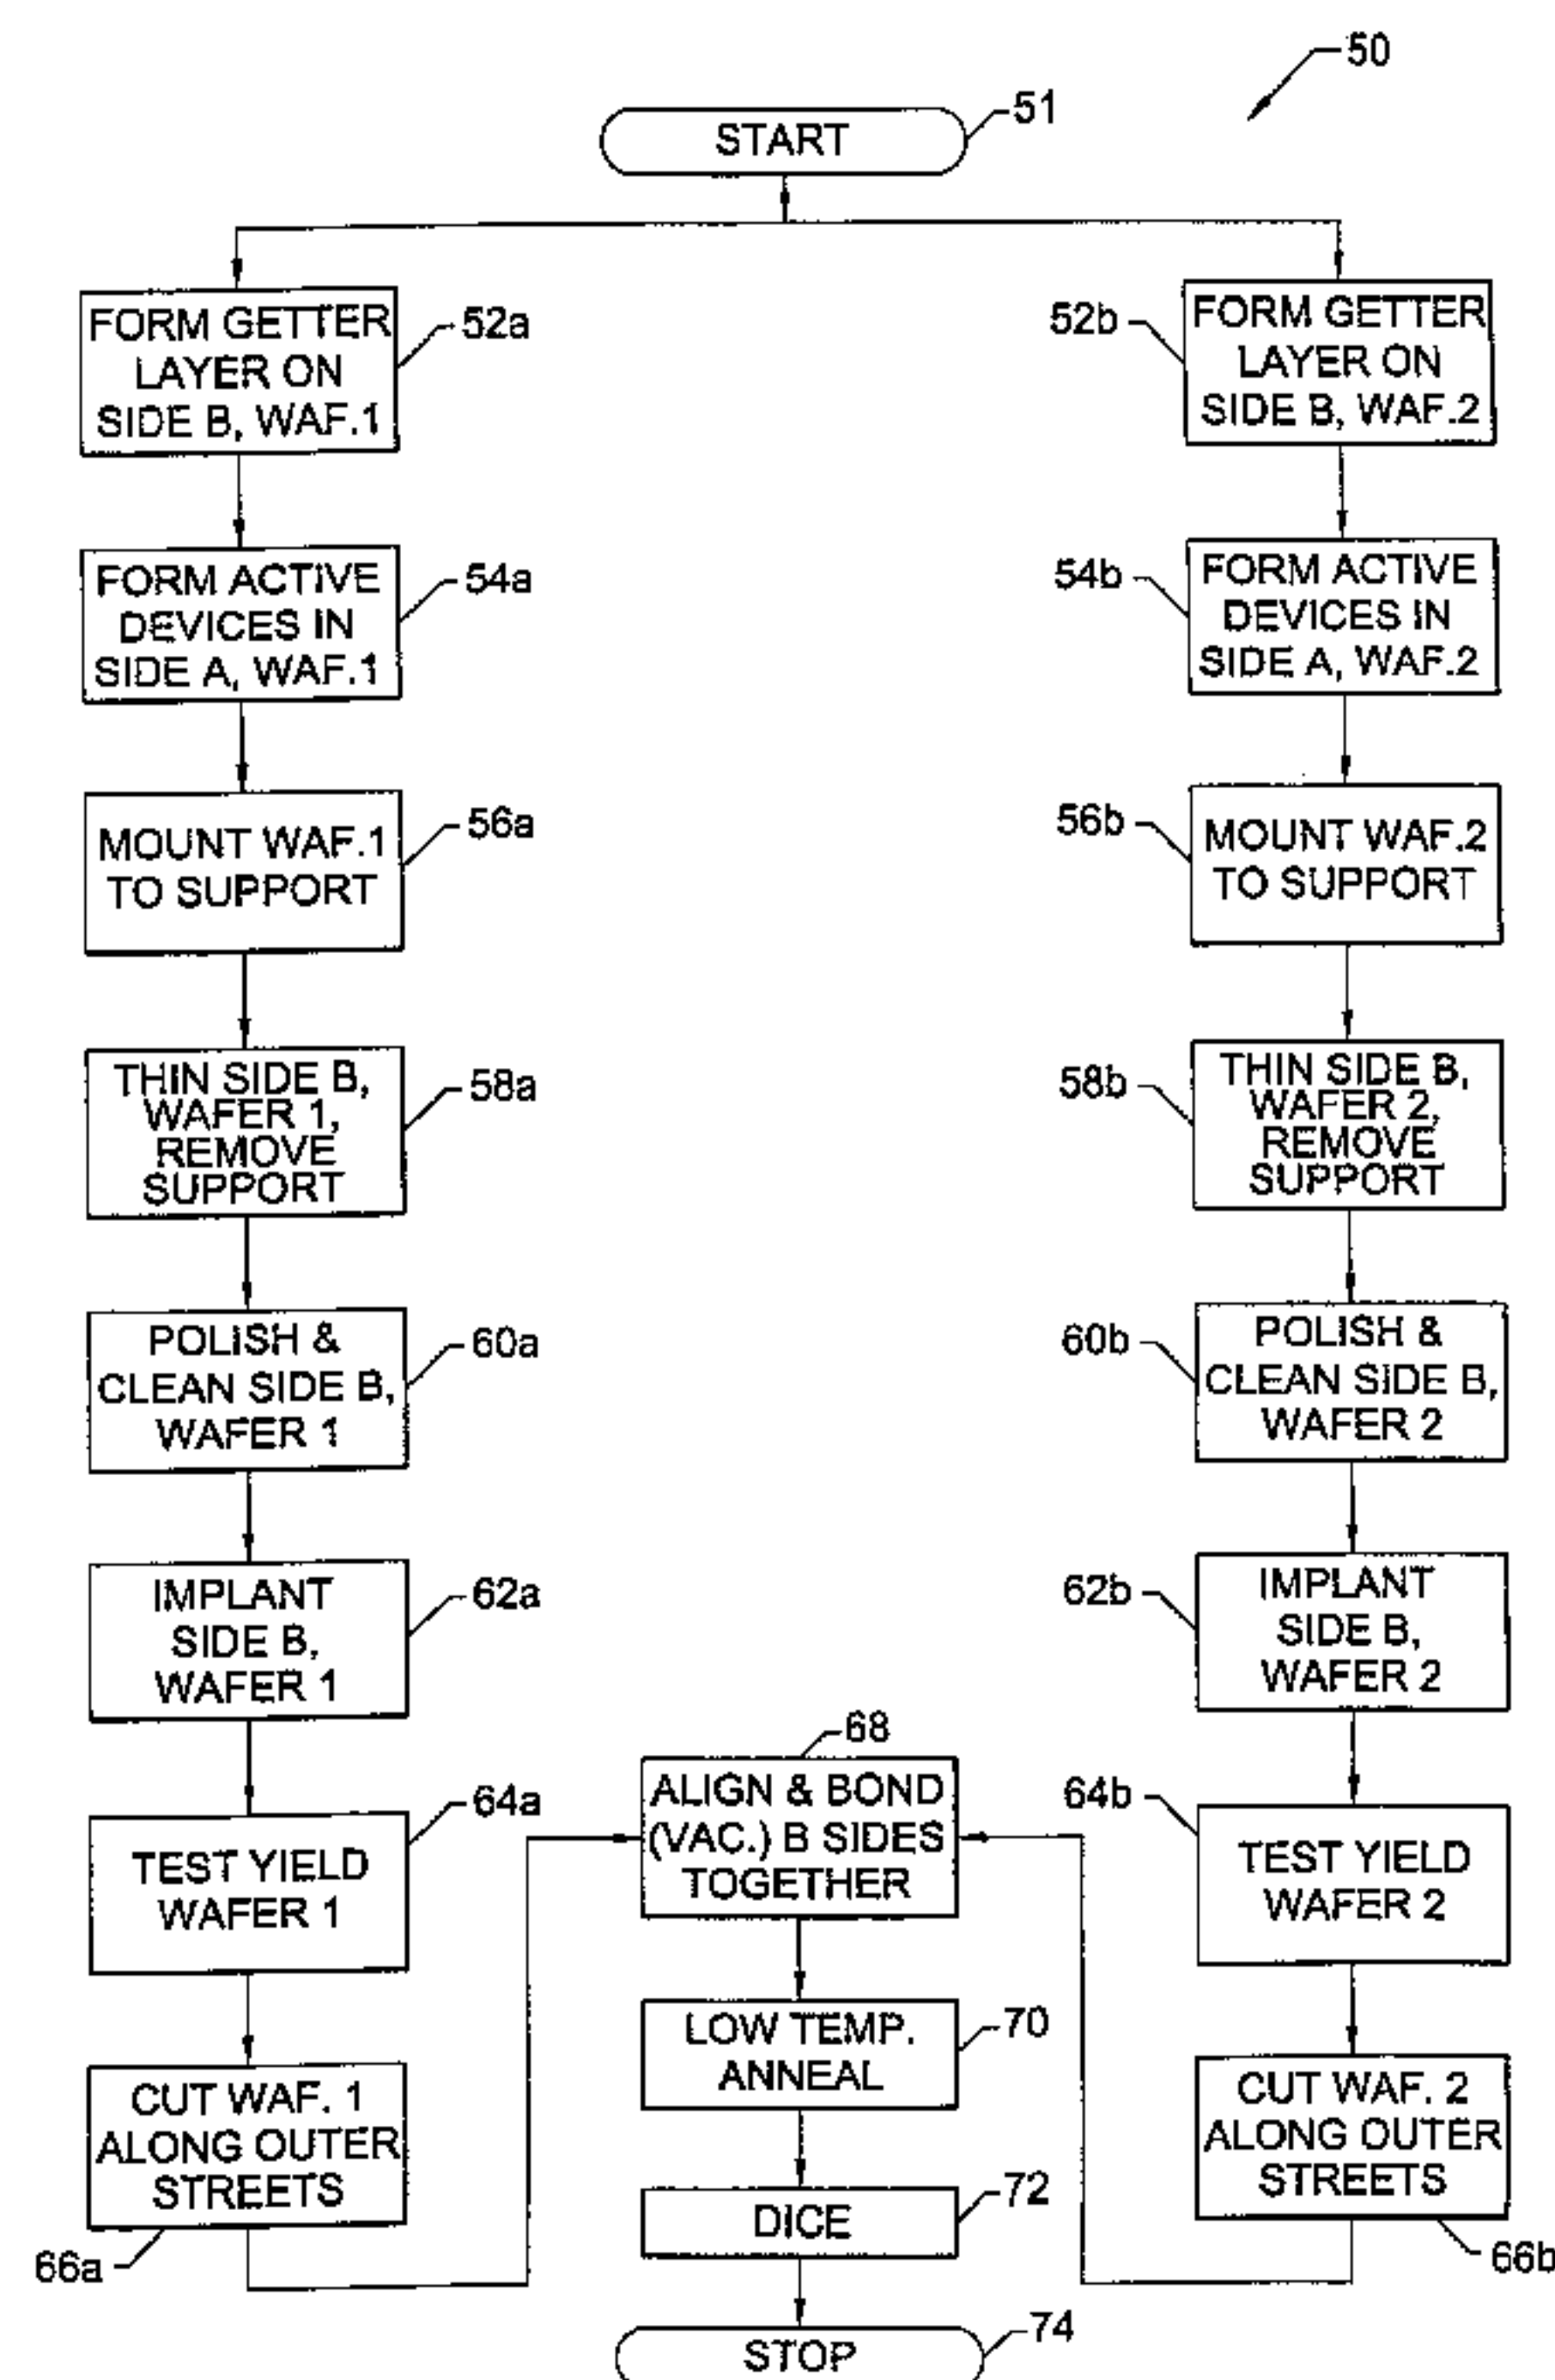 50
START
51
FORM GETTER
LAYER ON
SIDE B, WAF.1
52a
FORM ACTIVE
DEVICES IN
SIDE A, WAF.1
54a
MOUNT WAF.1
TO SUPPORT
56a
THIN SIDE B,
WAFER 1,
REMOVE
SUPPORT
58a
POLISH &
CLEAN SIDE B,
WAFER 1
60a
IMPLANT
SIDE B,
WAFER 1
62a
TEST YIELD
WAFER 1
64a
CUT WAF. 1
ALONG OUTER
STREETS
66a
52b
FORM GETTER
LAYER ON
SIDE B, WAF.2
54b
FORM ACTIVE
DEVICES IN
SIDE A, WAF.2
56b
MOUNT WAF.2
TO SUPPORT
58b
THIN SIDE B,
WAFER 2,
REMOVE
SUPPORT
60b
POLISH &
CLEAN SIDE B,
WAFER 2
62b
IMPLANT
SIDE B,
WAFER 2
64b
TEST YIELD
WAFER 2
CUT WAF. 2
ALONG OUTER
STREETS
66b
68
ALIGN & BOND
(VAC.) B SIDES
TOGETHER
LOW TEMP.
ANNEAL
70
DICE
72
STOP
74